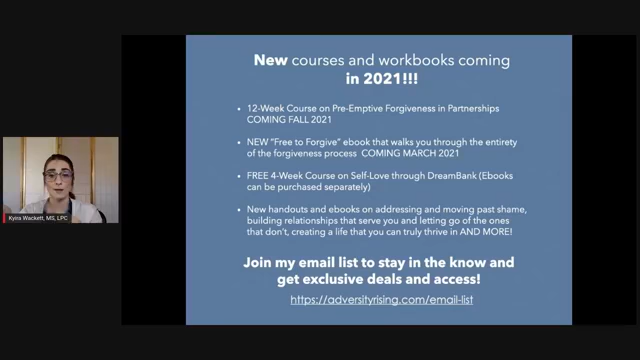 New courses and workbooks coming
in 2021!!!
• 12-Week Course on Pre-Emptive Forgiveness in Partnerships
COMING FALL 2021
• NEW "Free to Forgive" ebook that walks you through the entirety
of the forgiveness process COMING MARCH 2021
• FREE 4-Week Course on Self-Love through DreamBank (Ebooks
can be purchased separately)
• New handouts and ebooks on addressing and moving past shame,
building relationships that serve you and letting go of the ones
that don't, creating a life that you can truly thrive in AND MORE!
Join my email list to stay in the know and
get exclusive deals and access!
https://adversityrising.com/email-list
Kyira Wackett, MS, LPC